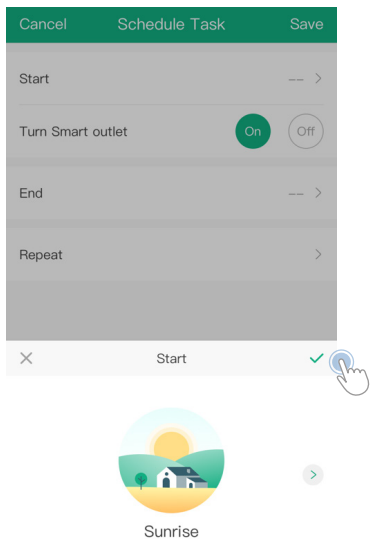 Cancel Schedule Task Save
Start -- >
Turn Smart outlet On Off
End -- >
Repeat >
Start
Sunrise